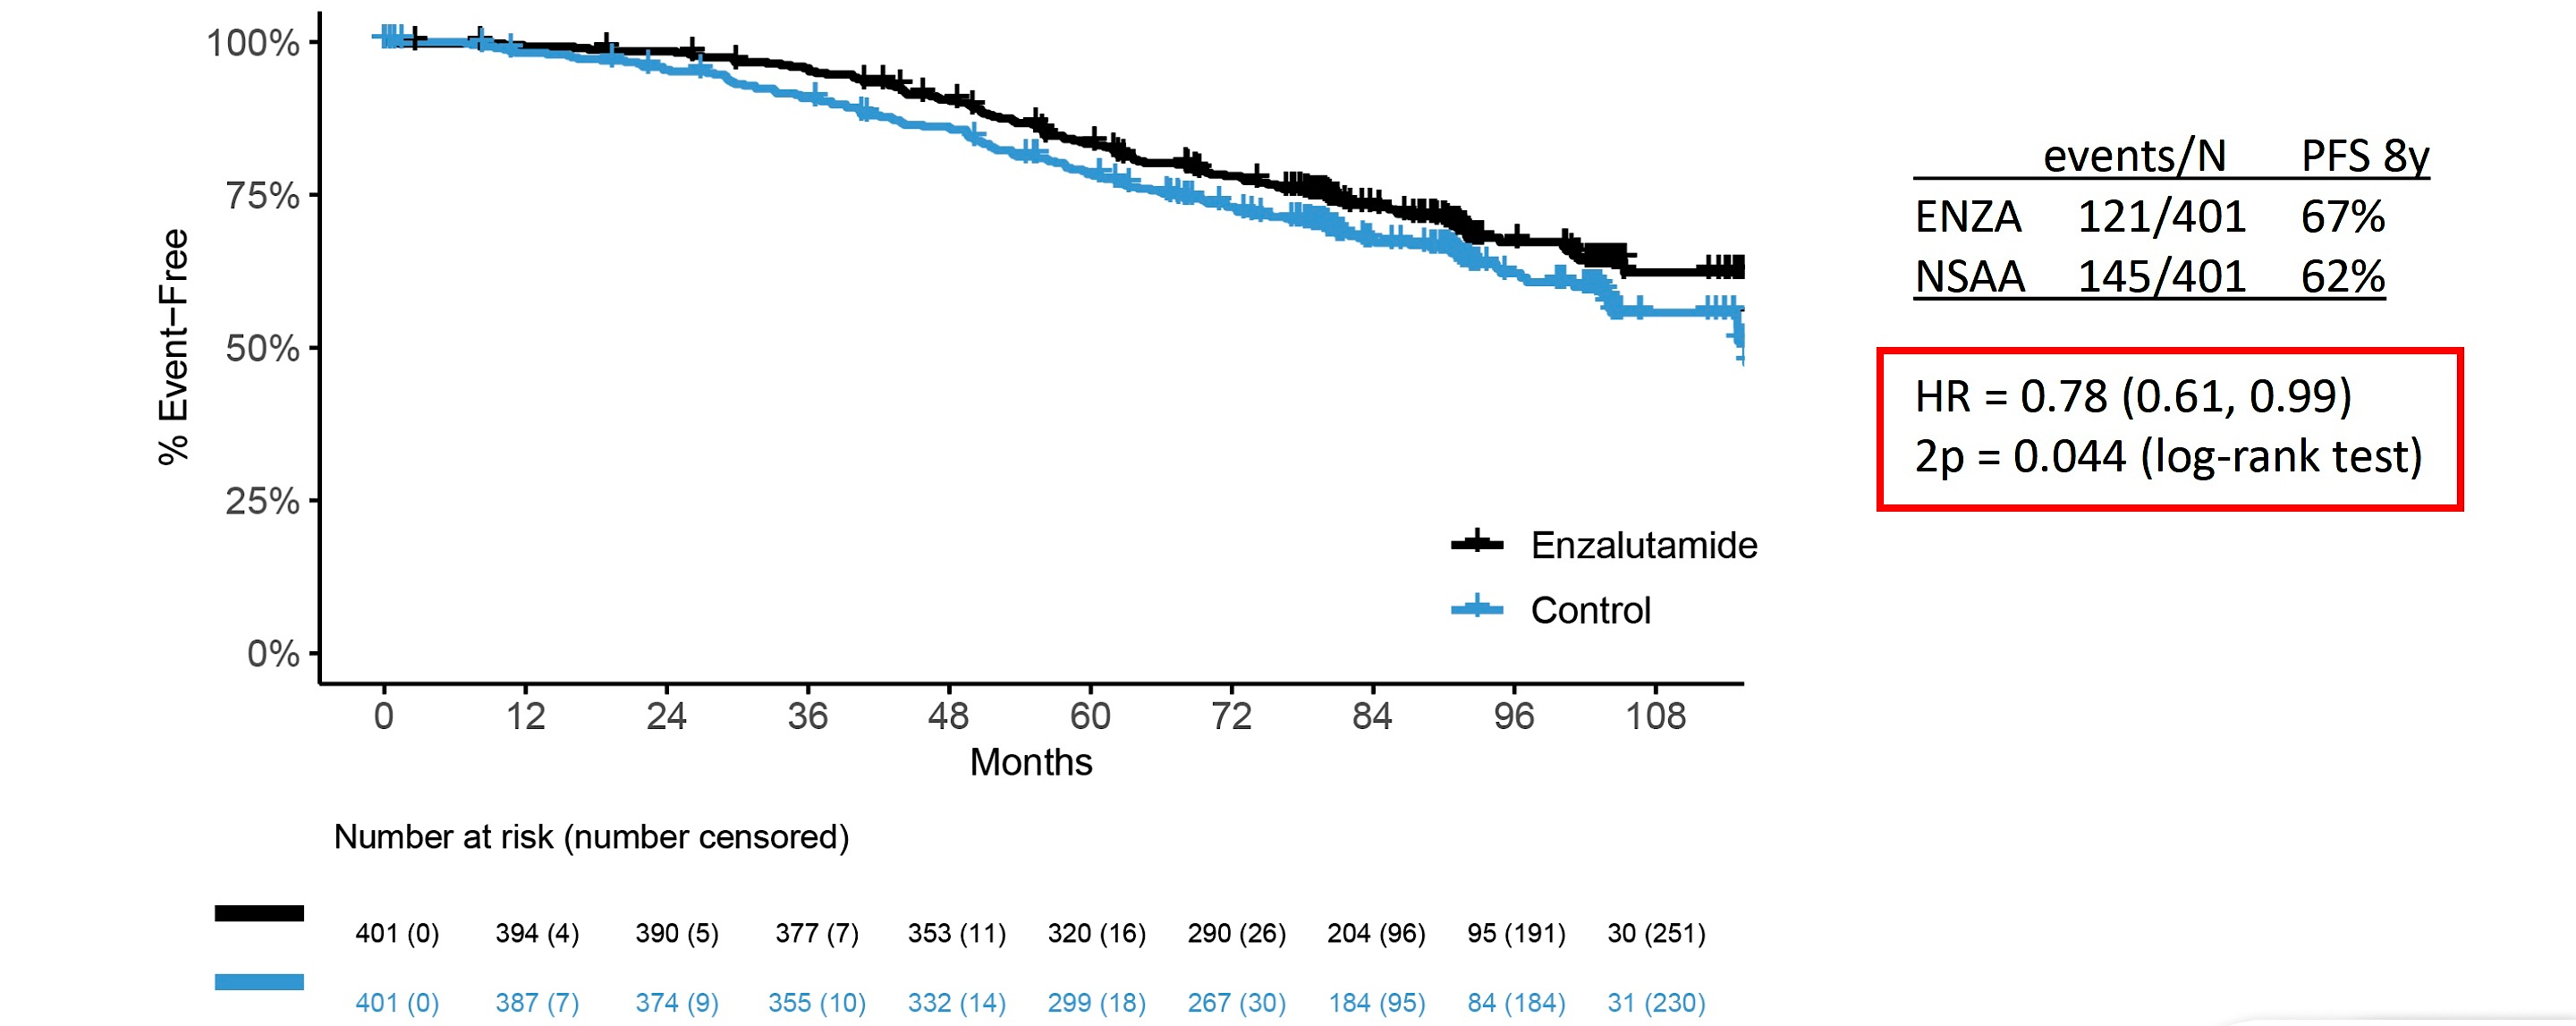 100%
75%
50%
25%
0%
% Event-Free
0 12 24 36 48 60 72 84 96 108
Months
Enzalutamide
Control
events/N PFS 8y
ENZA 121/401 67%
NSAA 145/401 62%
HR = 0.78 (0.61, 0.99)
2p = 0.044 (log-rank test)
Number at risk (number censored)
401 (0) 394 (4) 390 (5) 377 (7) 353 (11) 320 (16) 290 (26) 204 (96) 95 (191) 30 (251)
401 (0) 387 (7) 374 (9) 355 (10) 332 (14) 299 (18) 267 (30) 184 (95) 84 (184) 31 (230)